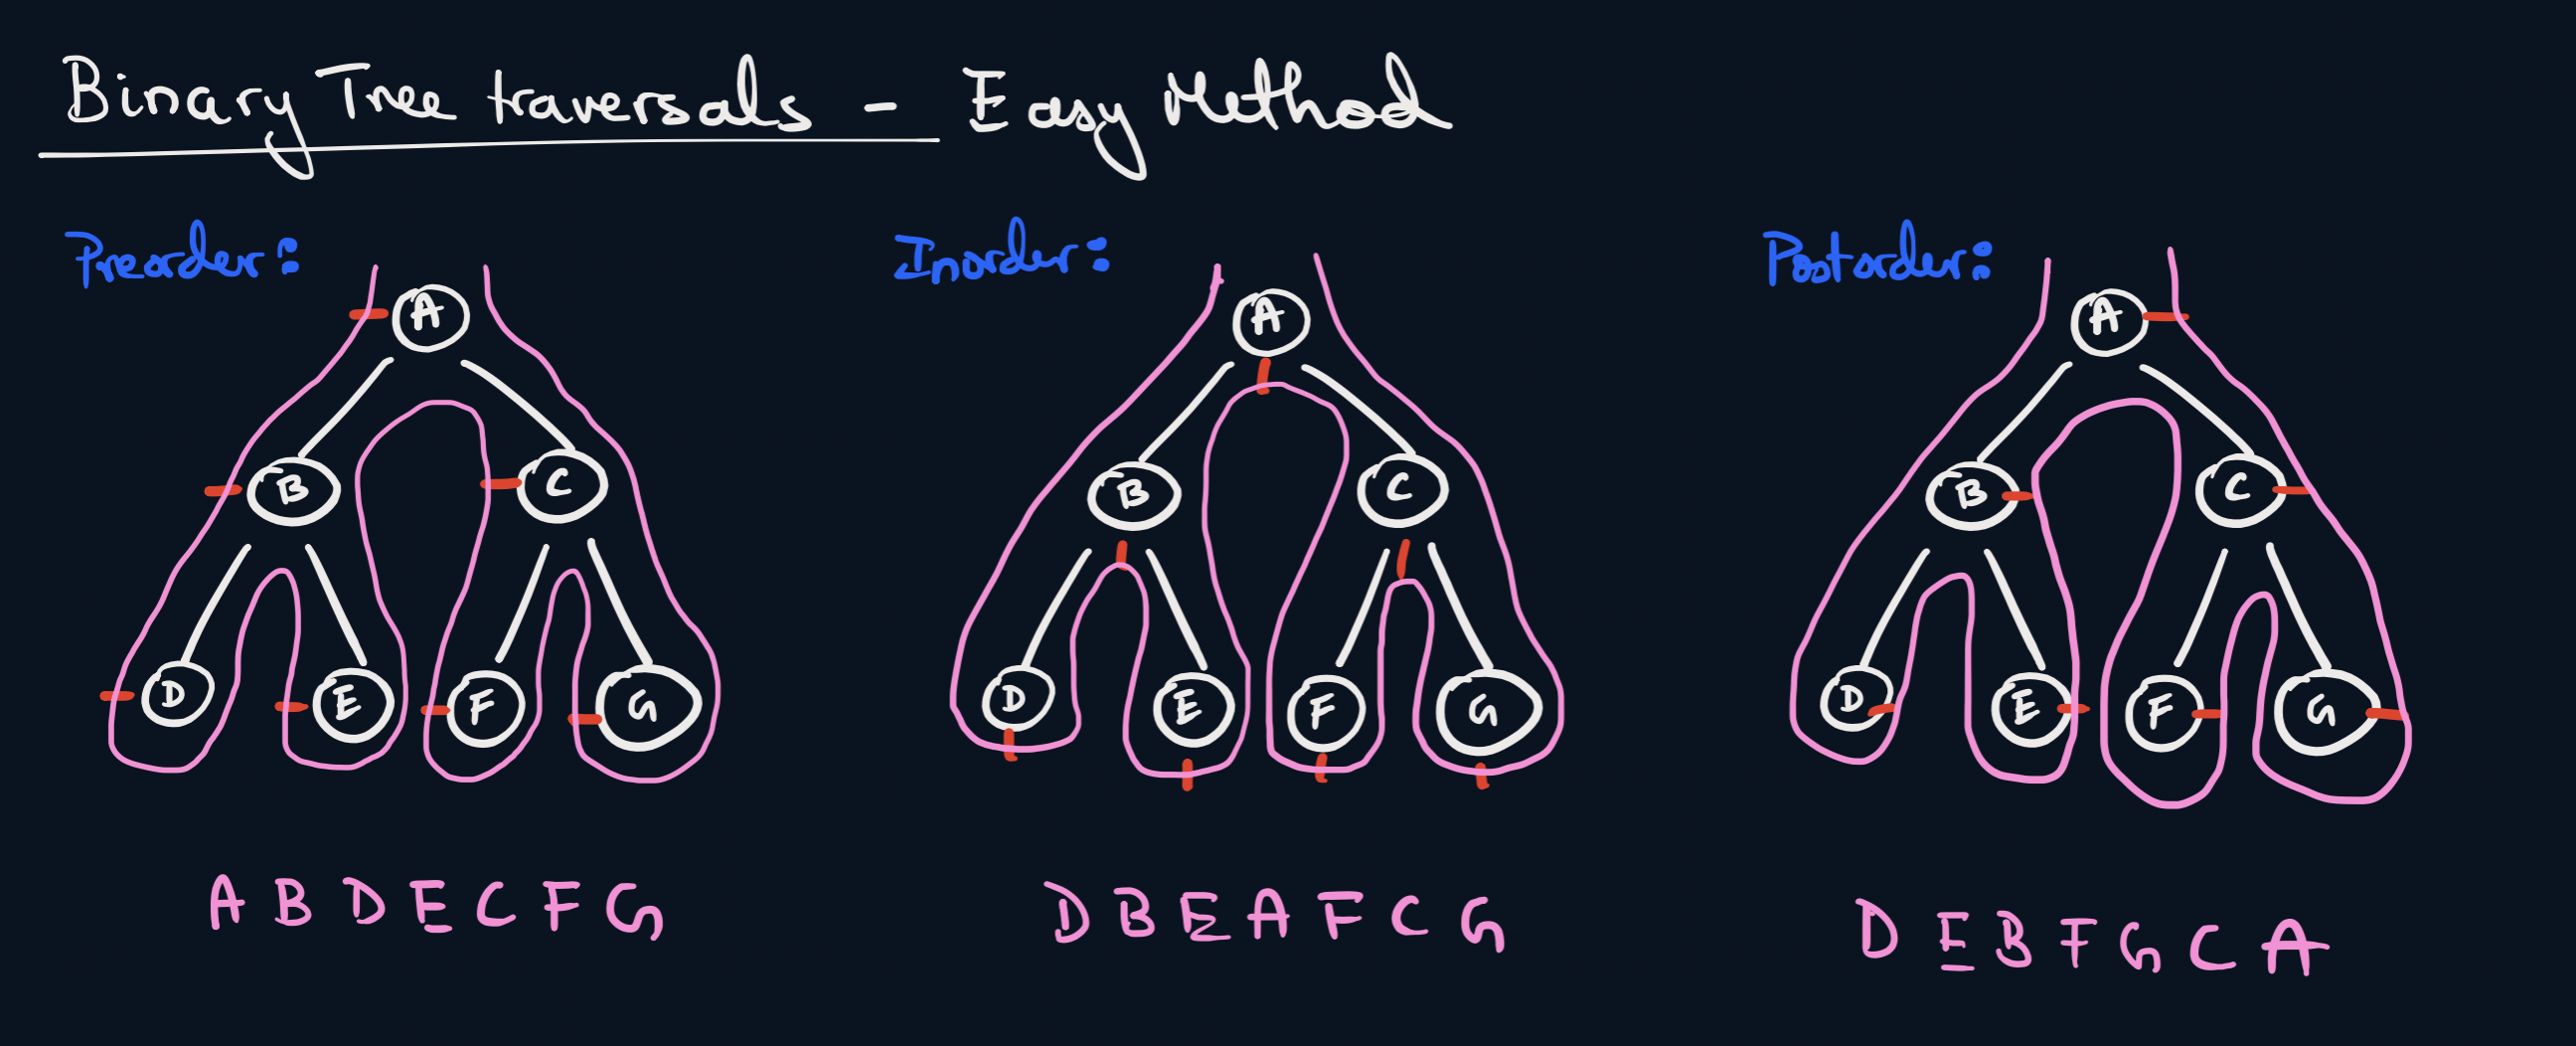 Binary Tree traversals - Easy Method
Preorder: Inorder: Postorder:
A A A
B C B C B C
D E F G D E F G D E F G
A B D E C F G D B E A F C G D E B F G C A